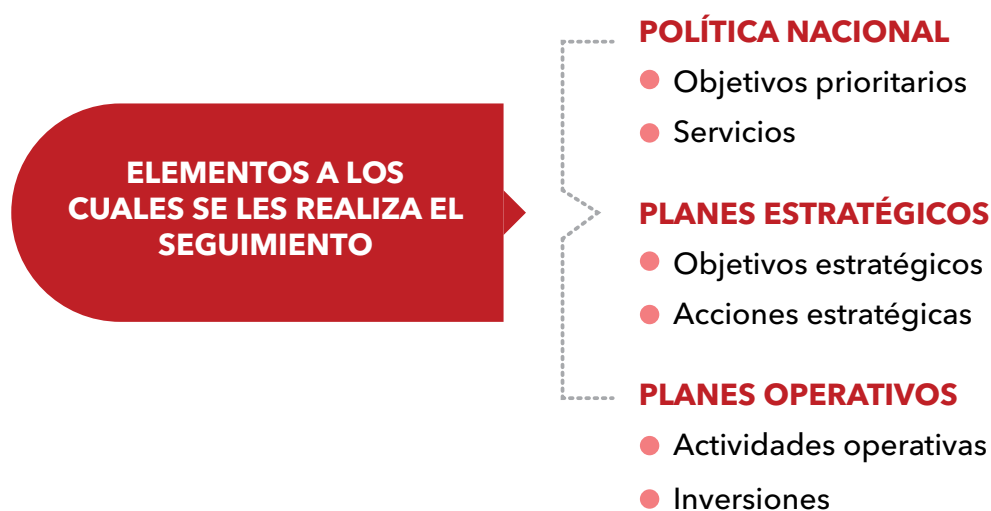 ELEMENTOS A LOS
CUALES SE LES REALIZA EL
SEGUIMIENTO
POLÍTICA NACIONAL
Objetivos prioritarios
Servicios
PLANES ESTRATÉGICOS
Objetivos estratégicos
Acciones estratégicas
PLANES OPERATIVOS
Actividades operativas
Inversiones